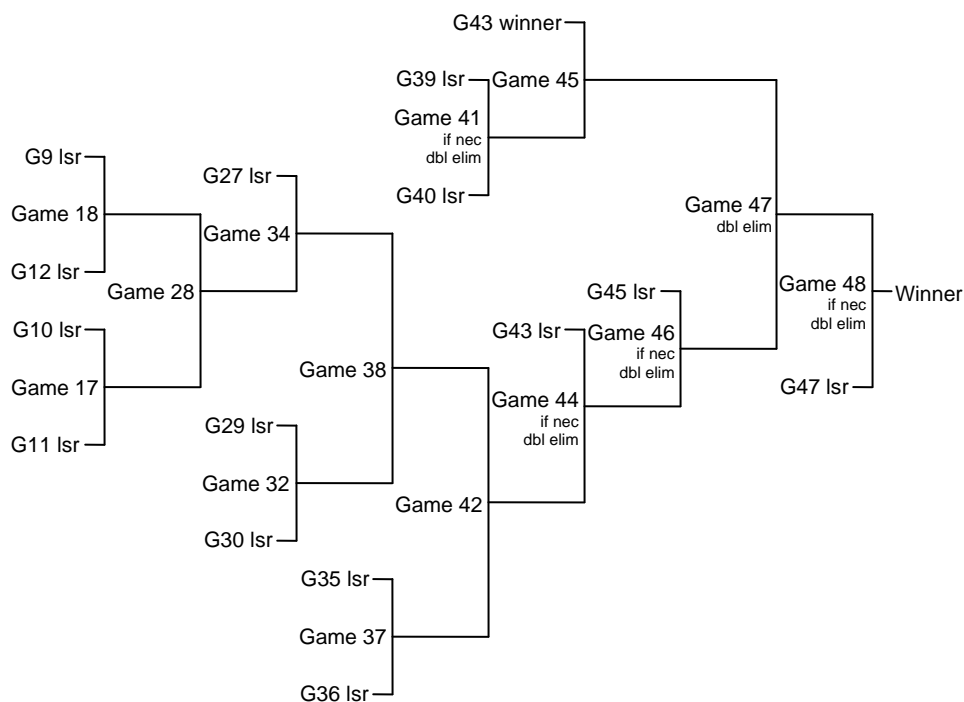 G43 winner
G39 lsr
Game 45
Game 41
if nec
dbl elim
G9 lsr
G27 lsr
G40 lsr
Game 18
Game 47
dbl elim
Game 34
G12 lsr
Game 28
Game 48
if nec
dbl elim
G45 lsr
Winner
G10 lsr
G43 lsr
Game 46
if nec
dbl elim
Game 38
Game 17
G47 lsr
Game 44
if nec
dbl elim
G29 lsr
G11 lsr
Game 32
Game 42
G30 lsr
G35 lsr
Game 37
G36 lsr